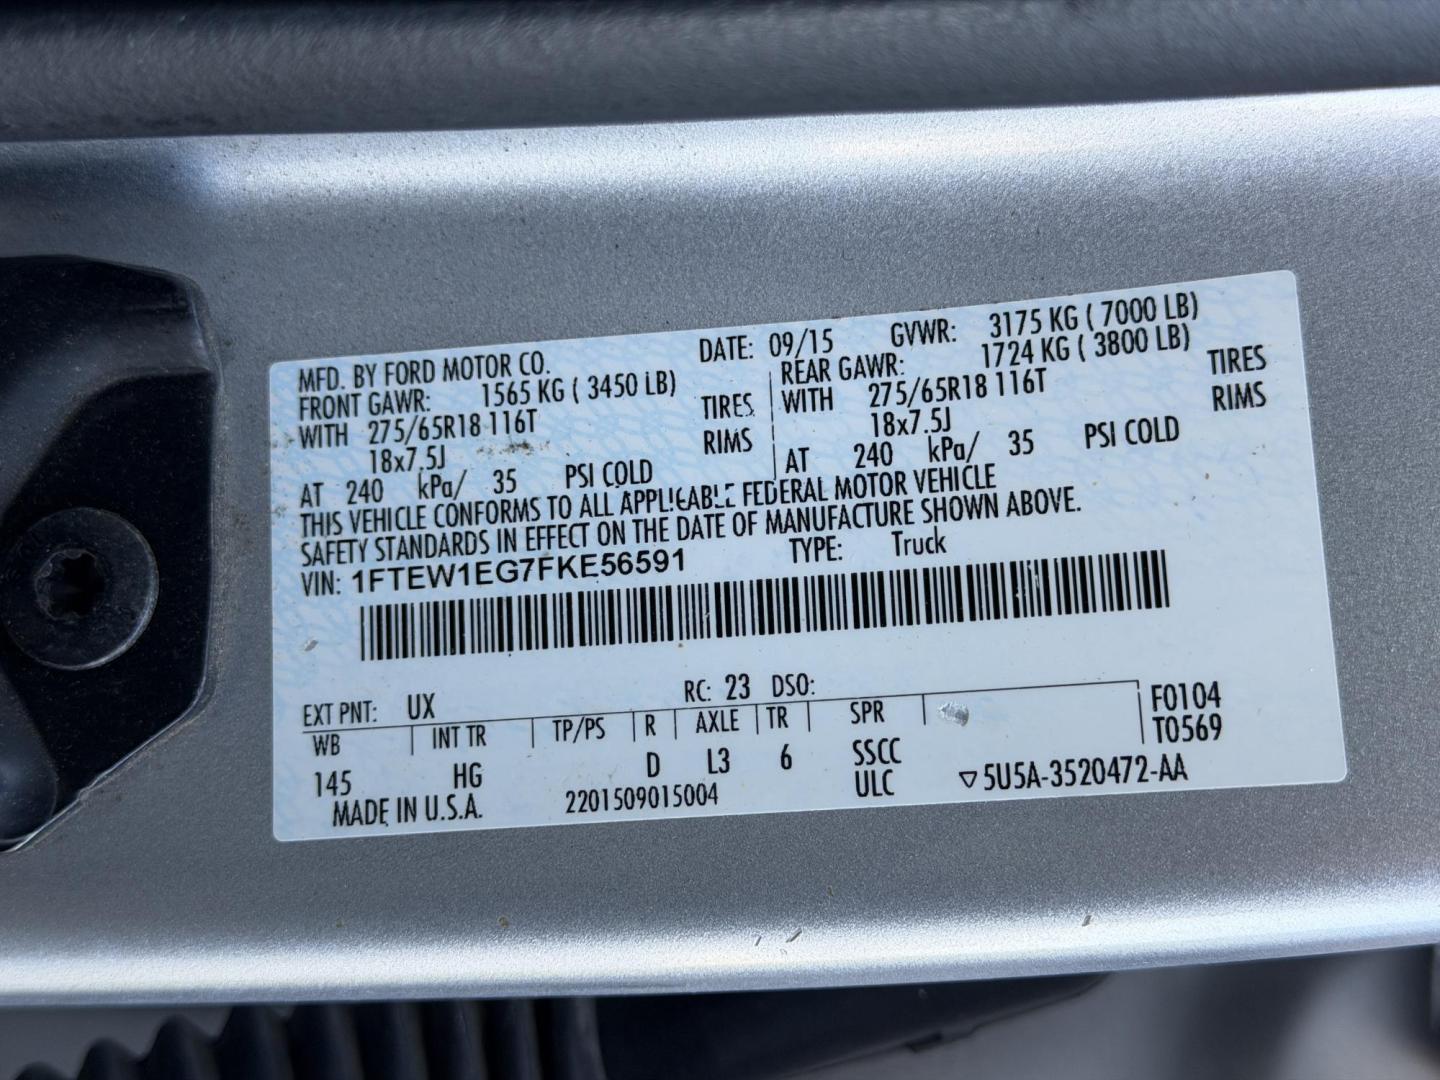 MFD. BY FORD MOTOR CO. DATE: 09/15 GVWR: 3175 KG ( 7000 LB)
FRONT GAWR: 1565 KG ( 3450 LB) REAR GAWR: 1724 KG ( 3800 LB)
WITH 275/65R18 116T TIRES WITH 275/65R18 116T TIRES
18x7.5J RIMS 18x7.5J RIMS
AT 240 kPa/ 35 PSI COLD AT 240 kPa/ 35 PSI COLD
THIS VEHICLE CONFORMS TO ALL APPLICABLE FEDERAL MOTOR VEHICLE
SAFETY STANDARDS IN EFFECT ON THE DATE OF MANUFACTURE SHOWN ABOVE.
VIN: 1FTEW1EG7FKE56591 TYPE: Truck
EXT PNT: UX RC: 23 DSO:
WB INT TR TP/PS R AXLE TR SPR F0104
T0569
145 HG D L3 6 SSCC
MADE IN U.S.A. 2201509015004 ULC ▽5U5A-3520472-AA